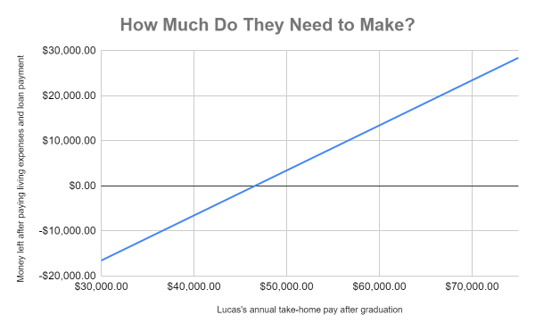 How Much Do They Need to Make?
Money left after paying living expenses and loan payment
$30,000.00
$20,000.00
$10,000.00
$0.00
-$10,000.00
-$20,000.00
$30,000.00 $40,000.00 $50,000.00 $60,000.00 $70,000.00
Lucas's annual take-home pay after graduation